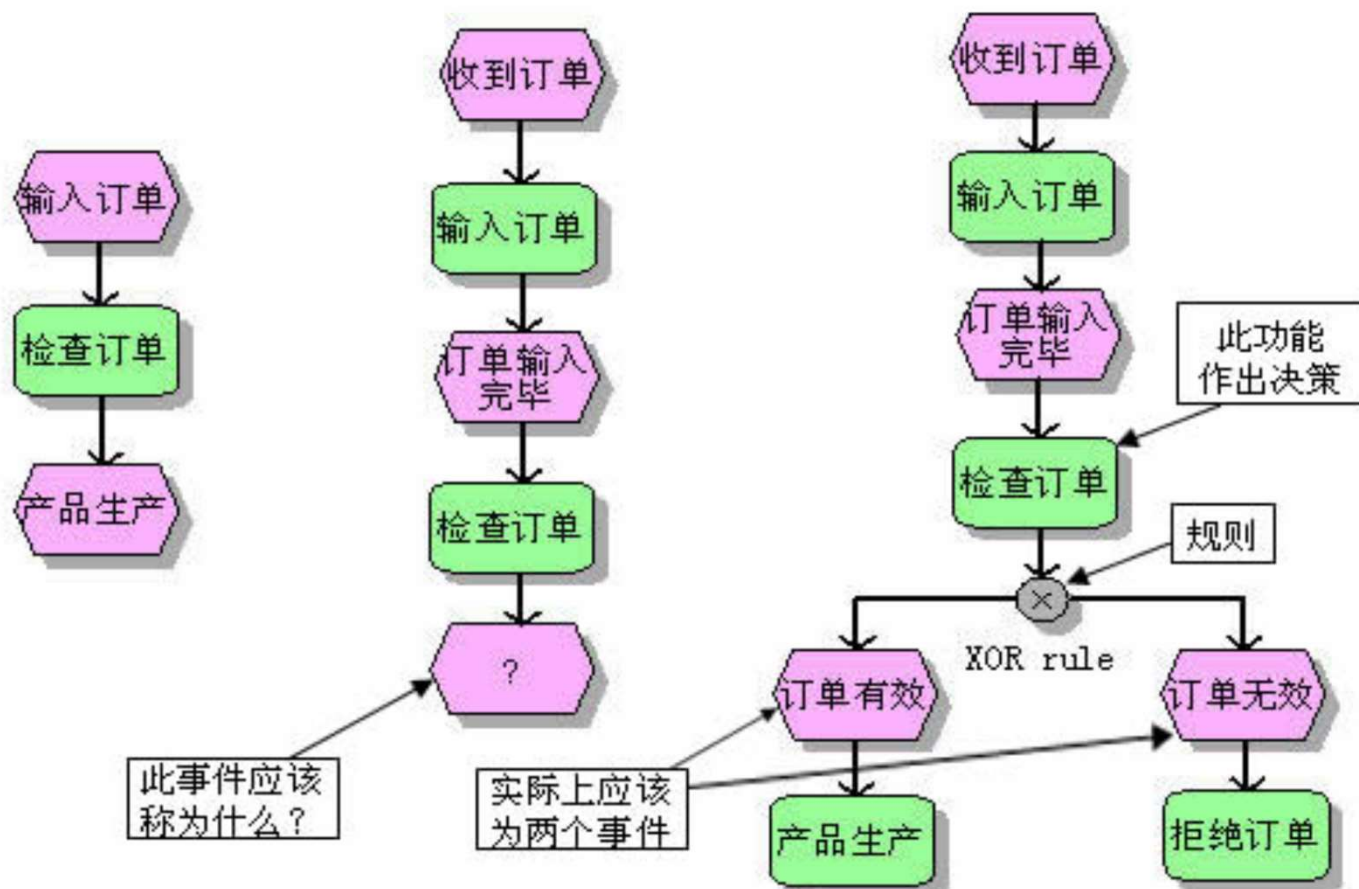 输入订单
检查订单
产品生产
收到订单
输入订单
订单输入
完毕
检查订单
?
此事件应该
称为什么?
收到订单
输入订单
订单输入
完毕
此功能
作出决策
检查订单
规则
×
XOR rule
订单有效
订单无效
实际上应该
为两个事件
产品生产
拒绝订单